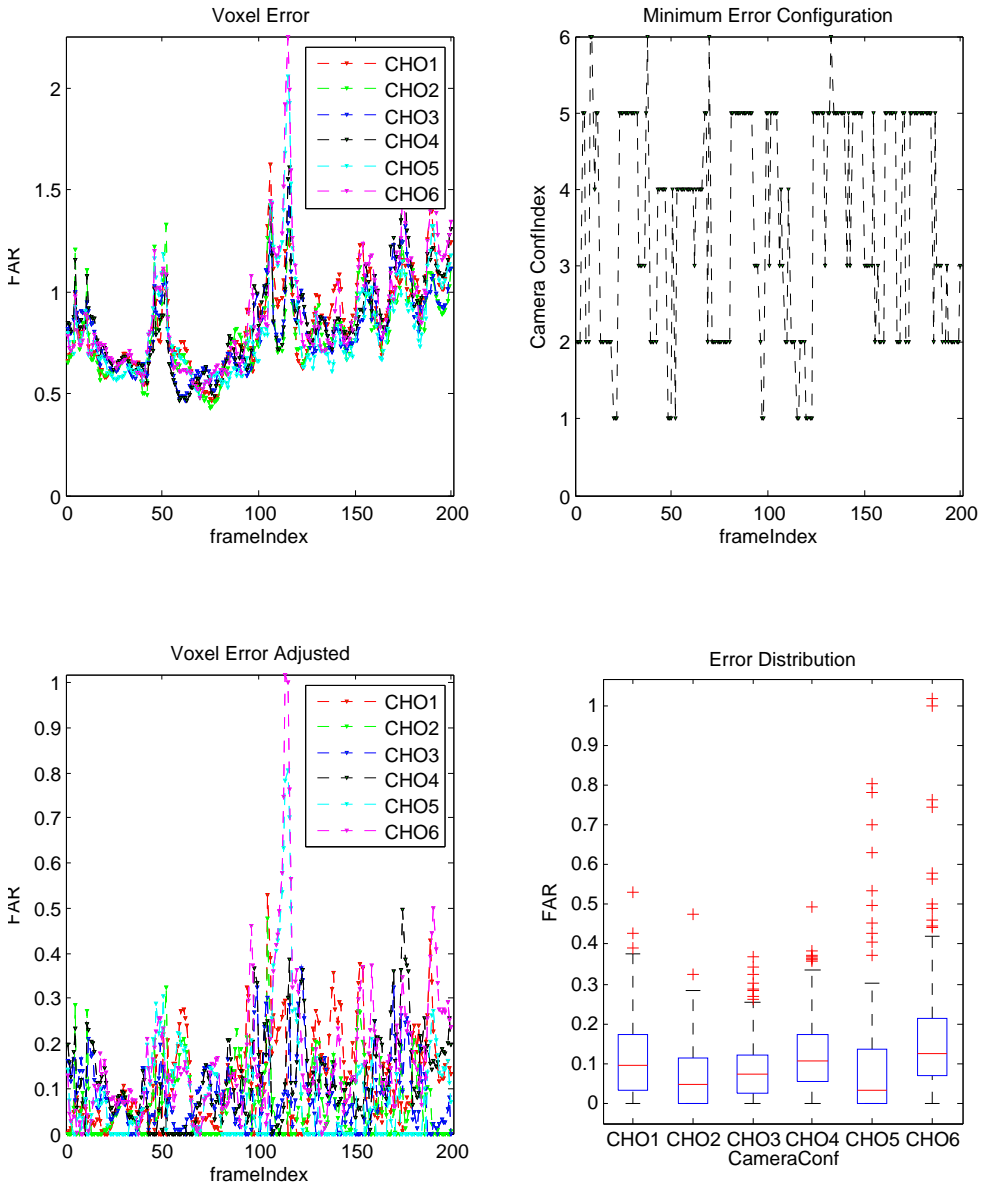 Voxel Error
2
1.5
1
0.5
0
0
50
100
150
200
FAR
frameIndex
CHO1
CHO2
CHO3
CHO4
CHO5
CHO6
Minimum Error Configuration
6
5
4
3
2
1
0
0
50
100
150
200
Camera ConfIndex
frameIndex
Voxel Error Adjusted
1
0.9
0.8
0.7
0.6
0.5
0.4
0.3
0.2
0.1
0
0
50
100
150
200
FAR
frameIndex
CHO1
CHO2
CHO3
CHO4
CHO5
CHO6
Error Distribution
1
0.9
0.8
0.7
0.6
0.5
0.4
0.3
0.2
0.1
0
FAR
CHO1 CHO2 CHO3 CHO4 CHO5 CHO6
CameraConf